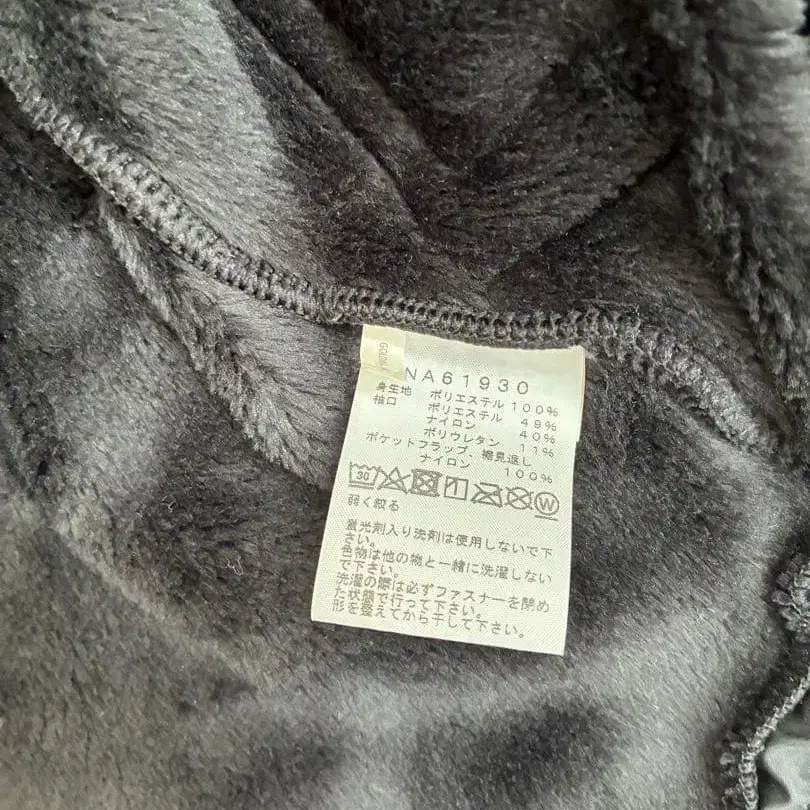 NA61930
身生地 ポリエステル 100%
袖口 ポリエステル 49%
ナイロン 40%
ポリウレタン 11%
ポケットフラップ、裾見返し
ナイロン 100%
30 W
弱く絞る
蛍光剤入り洗剤は使用しないで下
さい。
色物は他の物と一緒に洗濯しない
で下さい。
洗濯の際は必ずファスナーを閉め
た状態で行って下さい。
形を整えてから干して下さい。